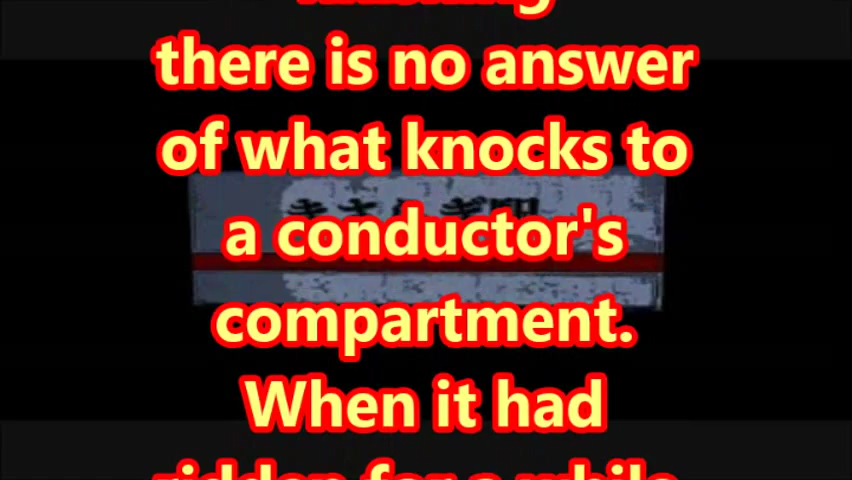 there is no answer
of what knocks to
a conductor's
compartment.
When it had
ridden for a while,